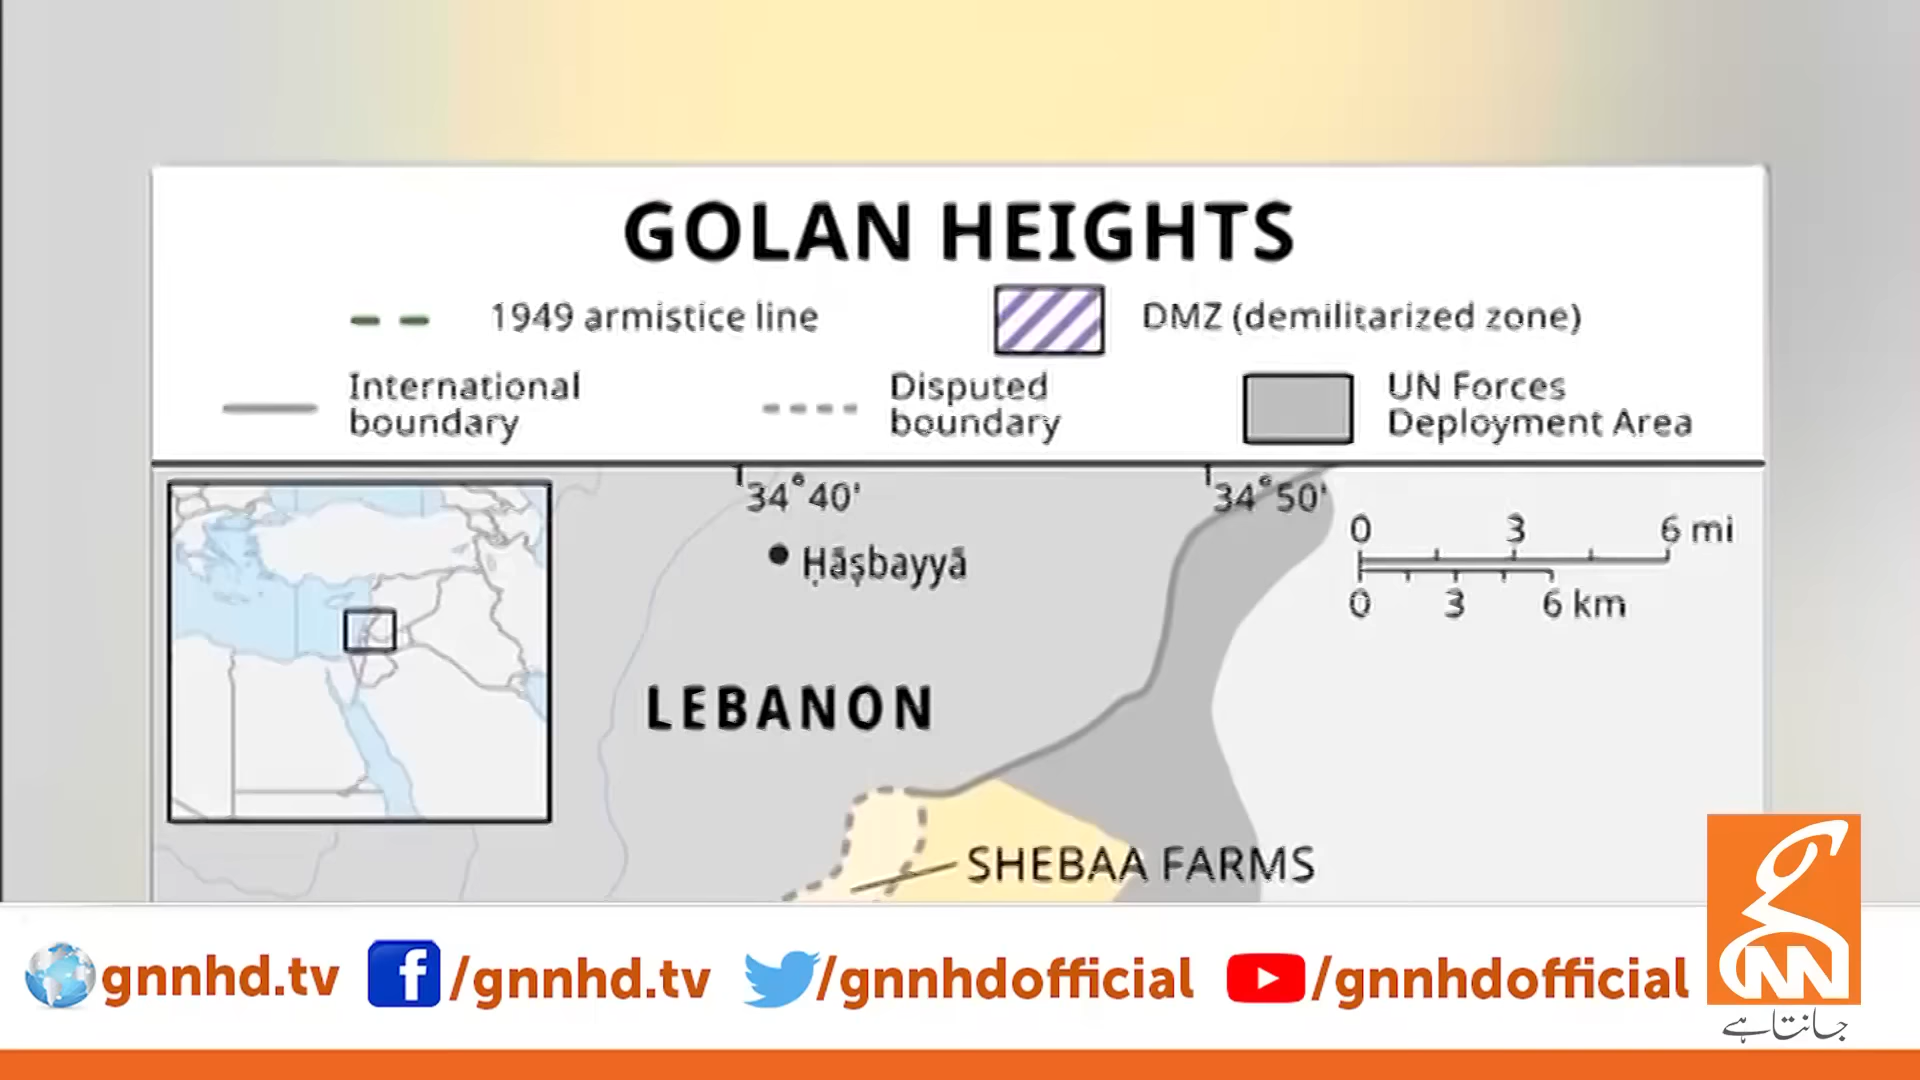 GOLAN HEIGHTS
1949 armistice line
DMZ (demilitarized zone)
International
boundary
Disputed
boundary
UN Forces
Deployment Area
34°40'
34°50'
0 3 6 mi
0 3 6 km
Ḥāṣbayyā
LEBANON
SHEBAA FARMS
gnnhd.tv
/gnnhd.tv
/gnnhdofficial
/gnnhdofficial
GNN
جانتا ہے